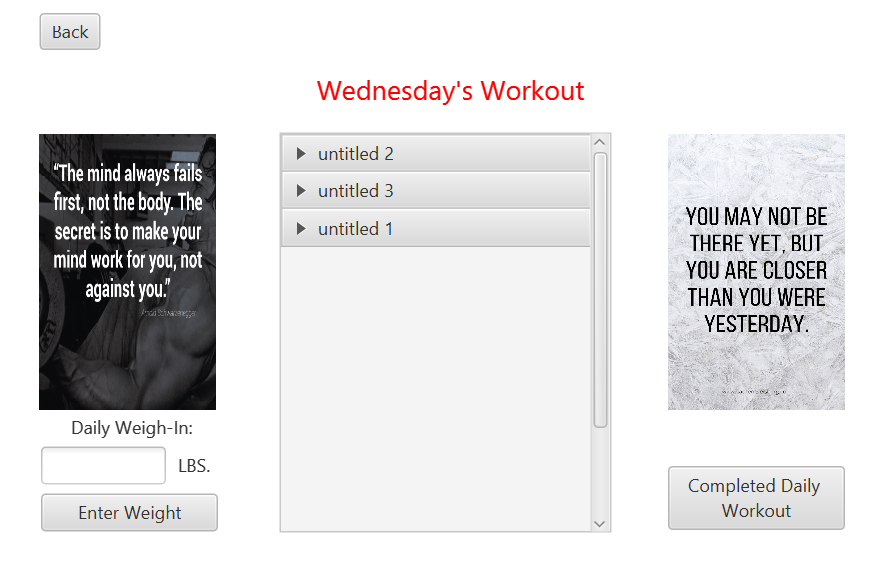 Back
Wednesday's Workout
“The mind always fails
first, not the body. The
secret is to make your
mind work for you, not
against you.”
Arnold Schwarzenegger
Daily Weigh-In:
LBS.
Enter Weight
untitled 2
untitled 3
untitled 1
YOU MAY NOT BE
THERE YET, BUT
YOU ARE CLOSER
THAN YOU WERE
YESTERDAY.
Completed Daily
Workout